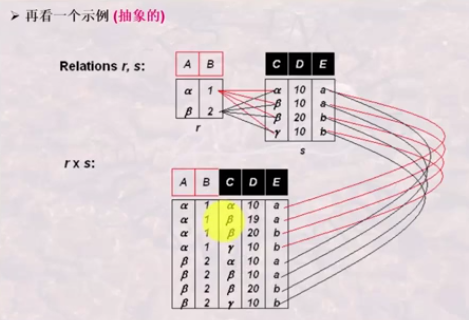 ➤ 再看一个示例 (抽象的)
Relations r, s:
A B
α 1
β 2
r
C D E
α 10 a
β 10 a
β 20 b
γ 10 b
s
r x s:
A B C D E
α 1 α 10 a
α 1 β 19 a
α 1 β 20 b
α 1 γ 10 b
β 2 α 10 a
β 2 β 10 a
β 2 β 20 b
β 2 γ 10 b